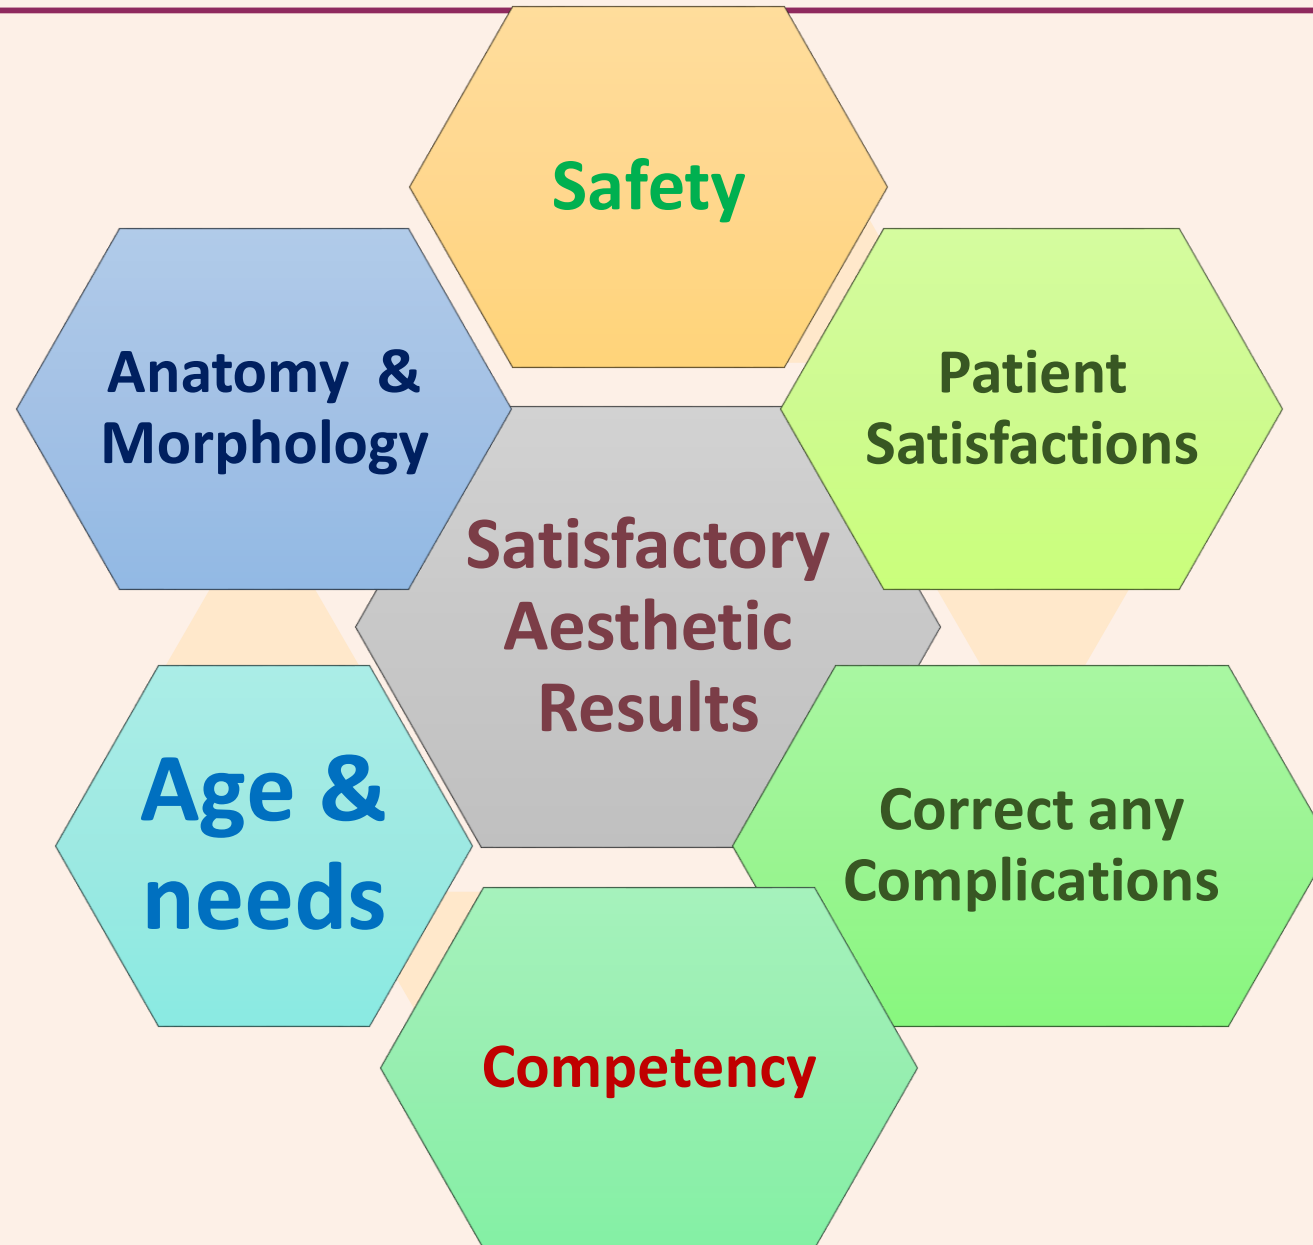 Safety
Anatomy & 
Morphology
Patient
Satisfactions
Satisfactory
Aesthetic
Results
Age &
needs
Correct any
Complications
Competency